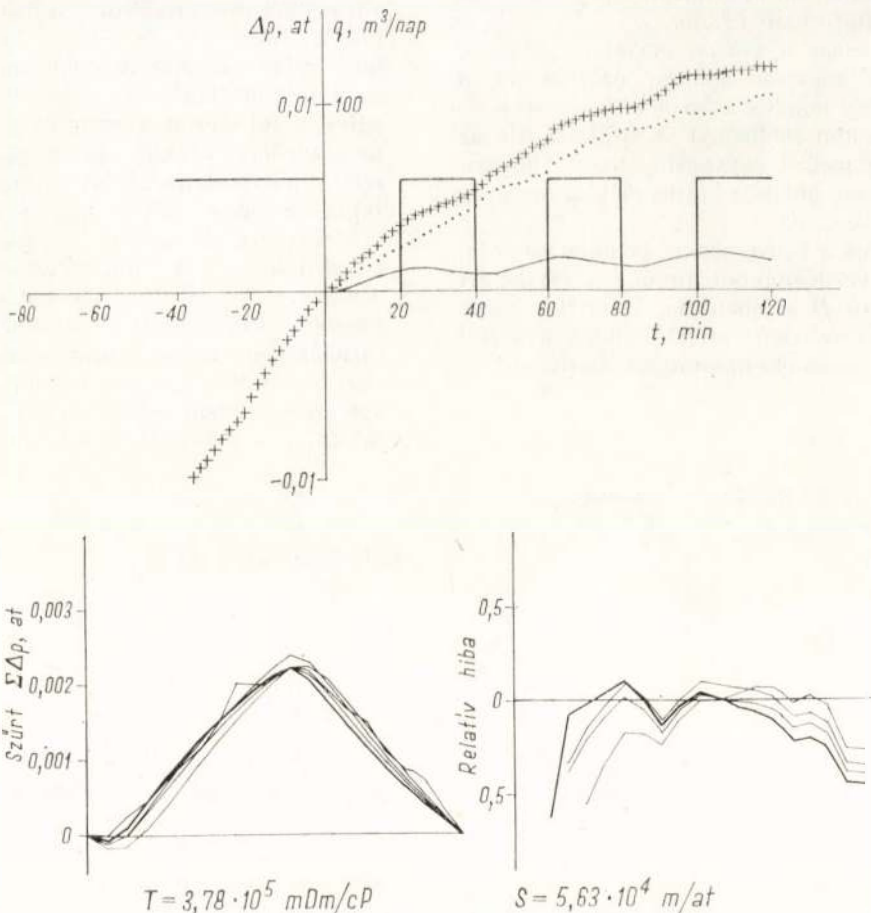 Δp, at q, m³/nap
0,01 100
-80 -60 -40 -20 20 40 60 80 100 120
t, min
-0,01
Szűrt ΣΔp, at
0,003
0,002
0,001
0
Relatív hiba
0,5
0
0,5
T = 3,78 · 10⁵ mDm/cP
S = 5,63 · 10⁴ m/at